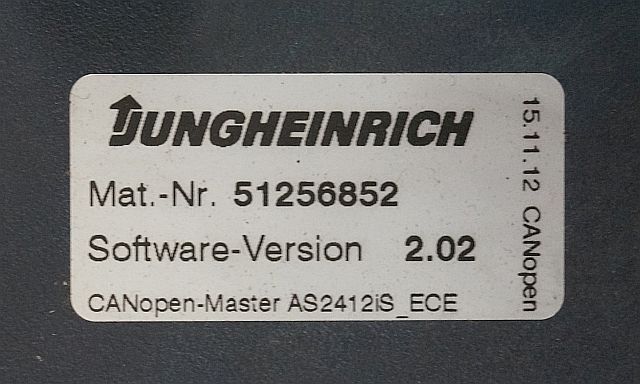 JUNGHEINRICH
Mat.-Nr. 51256852
Software-Version 2.02
CANopen-Master AS2412iS_ECE
15.11.12 CANopen